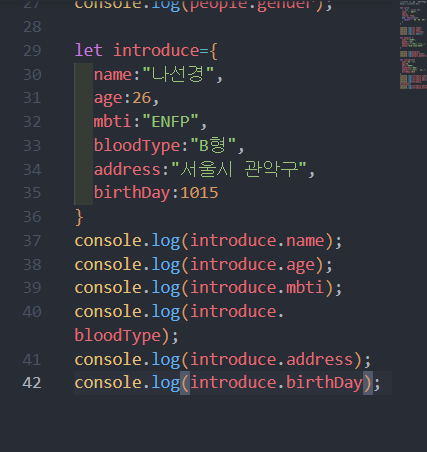 27 console.log(people.gender);
28
29 let introduce={
30 name:"나선경",
31 age:26,
32 mbti:"ENFP",
33 bloodType:"B형",
34 address:"서울시 관악구",
35 birthDay:1015
36 }
37 console.log(introduce.name);
38 console.log(introduce.age);
39 console.log(introduce.mbti);
40 console.log(introduce.
bloodType);
41 console.log(introduce.address);
42 console.log(introduce.birthDay);